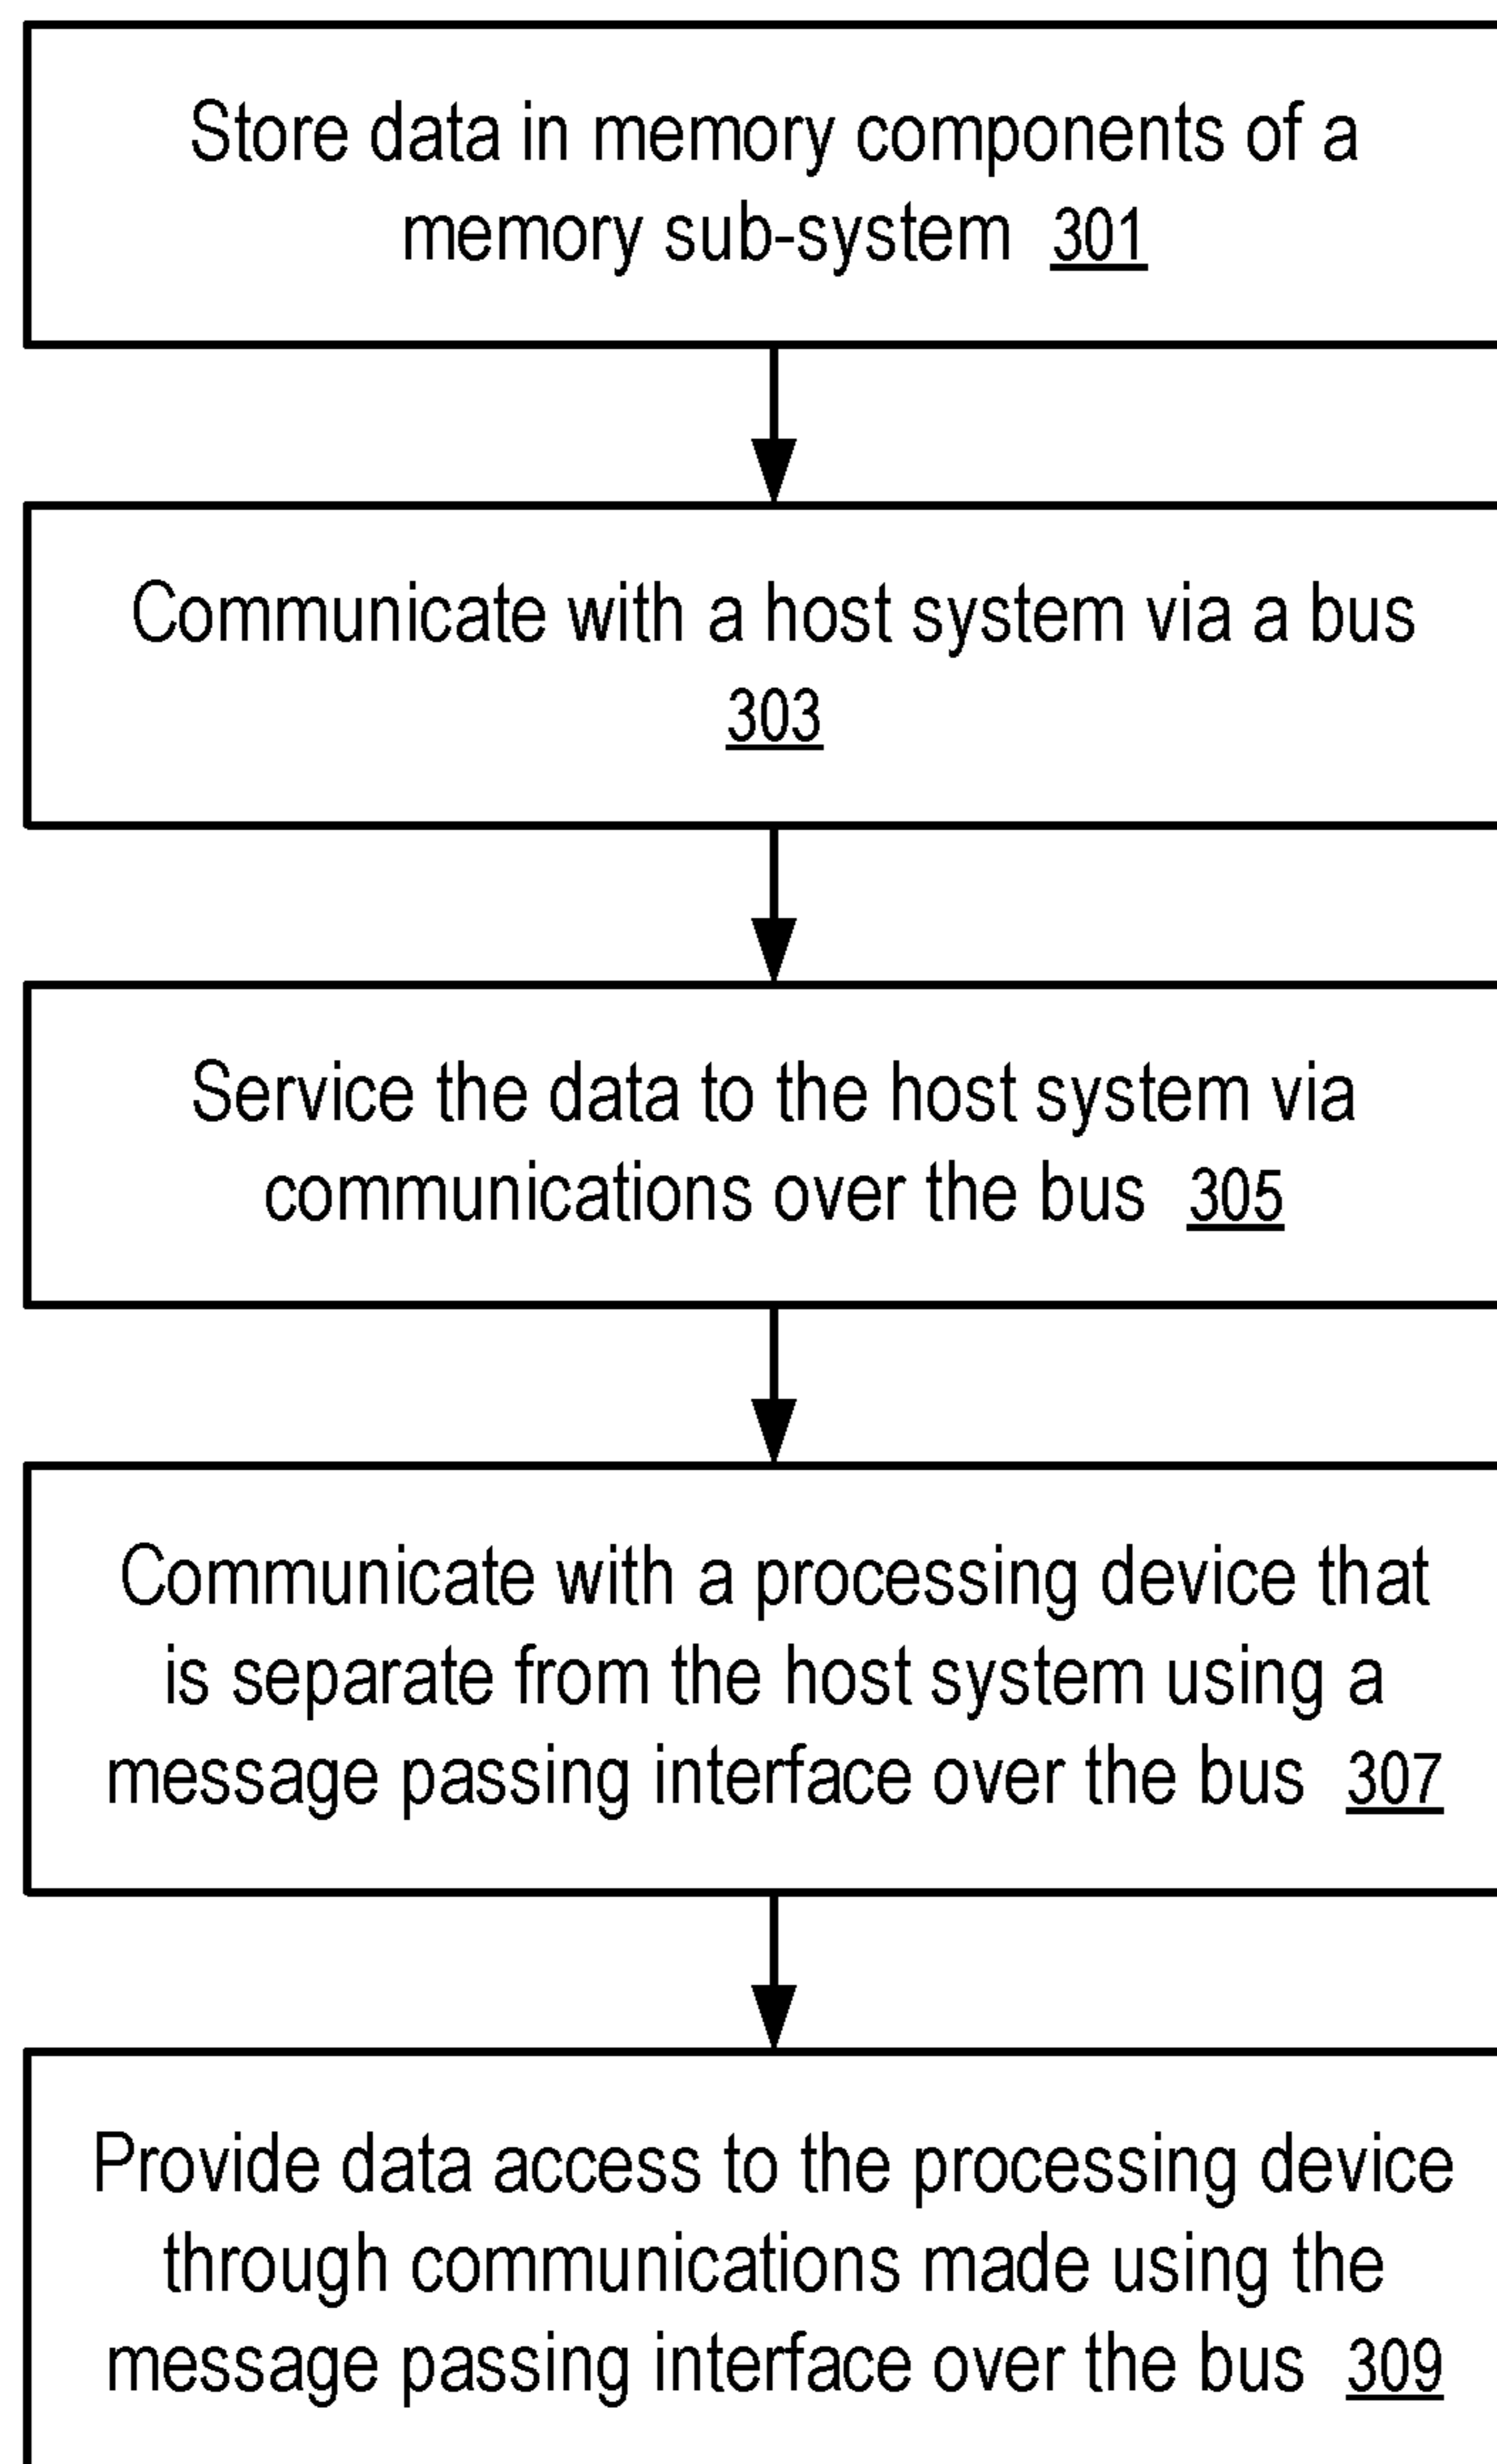 Store data in memory components of a
memory sub-system 301
Communicate with a host system via a bus
303
Service the data to the host system via
communications over the bus 305
Communicate with a processing device that
is separate from the host system using a
message passing interface over the bus 307
Provide data access to the processing device
through communications made using the
message passing interface over the bus 309